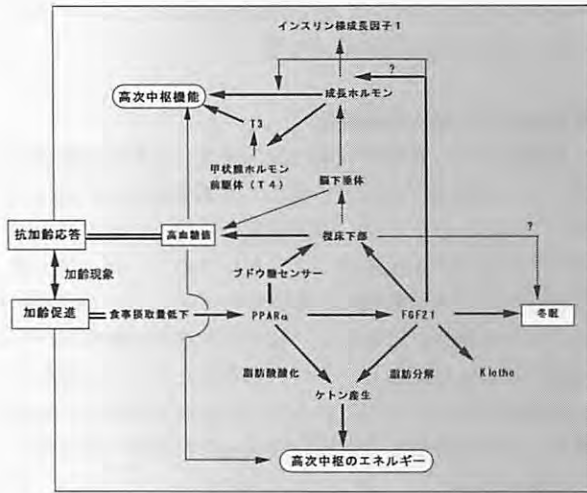 インスリン様成長因子1
?
高次中枢機能
成長ホルモン
T3
甲状腺ホルモン
前駆体(T4)
脳下垂体
抗加齢応答
高血糖値
視床下部
?
加齢現象
ブドウ糖センサー
加齢促進
食事摂取量低下
PPARα
FGF21
冬眠
脂肪酸酸化
脂肪分解
Klotho
ケトン産生
高次中枢のエネルギー